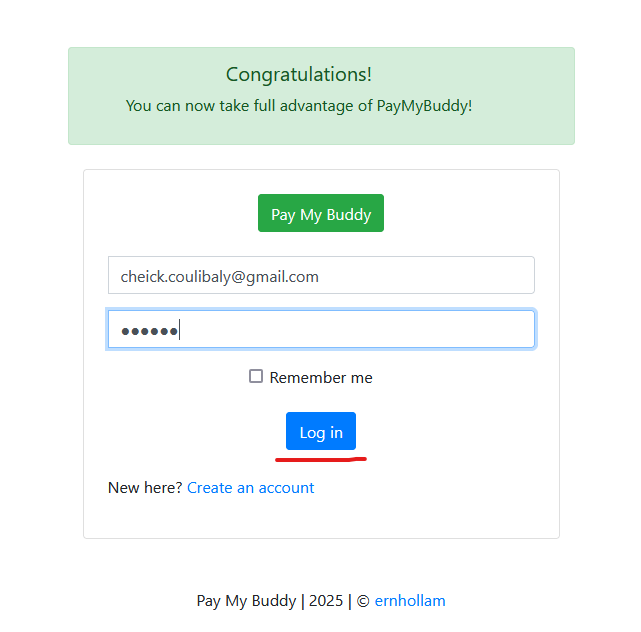 Congratulations!
You can now take full advantage of PayMyBuddy!
Pay My Buddy
cheick.coulibaly@gmail.com
●●●●●●
Remember me
Log in
New here? Create an account
Pay My Buddy | 2025 | © ernhollam